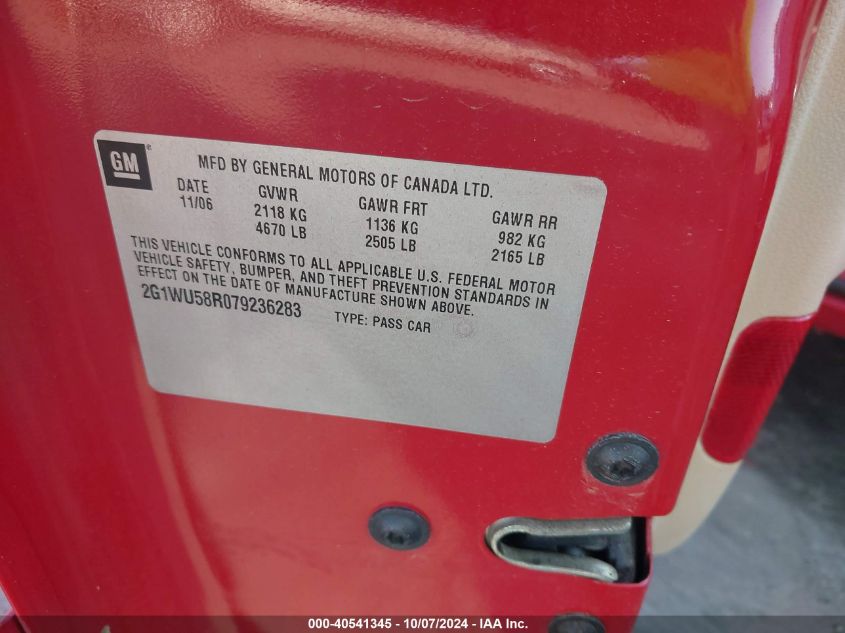 GM
MFD BY GENERAL MOTORS OF CANADA LTD.
DATE GVWR GAWR FRT GAWR RR
11/06 2118 KG 1136 KG 982 KG
4670 LB 2505 LB 2165 LB
THIS VEHICLE CONFORMS TO ALL APPLICABLE U.S. FEDERAL MOTOR
VEHICLE SAFETY, BUMPER, AND THEFT PREVENTION STANDARDS IN
EFFECT ON THE DATE OF MANUFACTURE SHOWN ABOVE.
2G1WU58R079236283 TYPE: PASS CAR
000-40541345 - 10/07/2024 - IAA Inc.